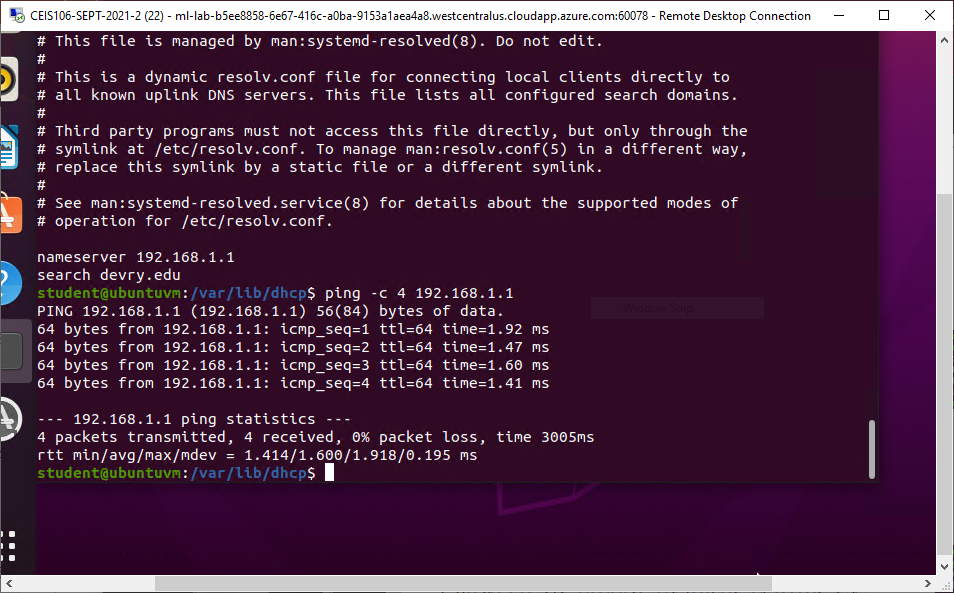 CEIS106-SEPT-2021-2 (22) - ml-lab-b5ee8858-6e67-416c-a0ba-9153a1aea4a8.westcentralus.cloudapp.azure.com:60078 - Remote Desktop Connection
# This file is managed by man:systemd-resolved(8). Do not edit.
#
# This is a dynamic resolv.conf file for connecting local clients directly to
# all known uplink DNS servers. This file lists all configured search domains.
#
# Third party programs must not access this file directly, but only through the
# symlink at /etc/resolv.conf. To manage man:resolv.conf(5) in a different way,
# replace this symlink by a static file or a different symlink.
#
# See man:systemd-resolved.service(8) for details about the supported modes of
# operation for /etc/resolv.conf.
nameserver 192.168.1.1
search devry.edu
student@ubuntuvm:/var/lib/dhcp$ ping -c 4 192.168.1.1
PING 192.168.1.1 (192.168.1.1) 56(84) bytes of data.
Window Snip
64 bytes from 192.168.1.1: icmp_seq=1 ttl=64 time=1.92 ms
64 bytes from 192.168.1.1: icmp_seq=2 ttl=64 time=1.47 ms
64 bytes from 192.168.1.1: icmp_seq=3 ttl=64 time=1.60 ms
64 bytes from 192.168.1.1: icmp_seq=4 ttl=64 time=1.41 ms
--- 192.168.1.1 ping statistics ---
4 packets transmitted, 4 received, 0% packet loss, time 3005ms
rtt min/avg/max/mdev = 1.414/1.600/1.918/0.195 ms
student@ubuntuvm:/var/lib/dhcp$